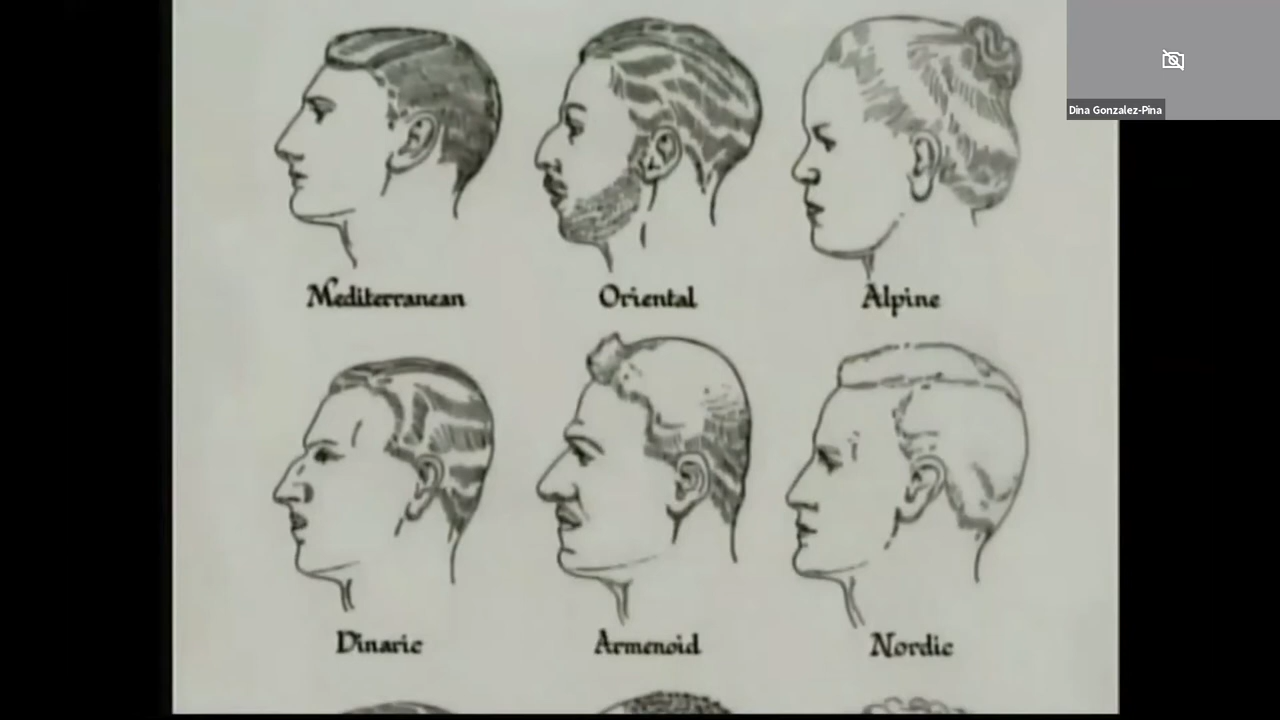 Dina Gonzalez-Pina
Mediterranean
Oriental
Alpine
Dinaric
Armenoid
Nordic